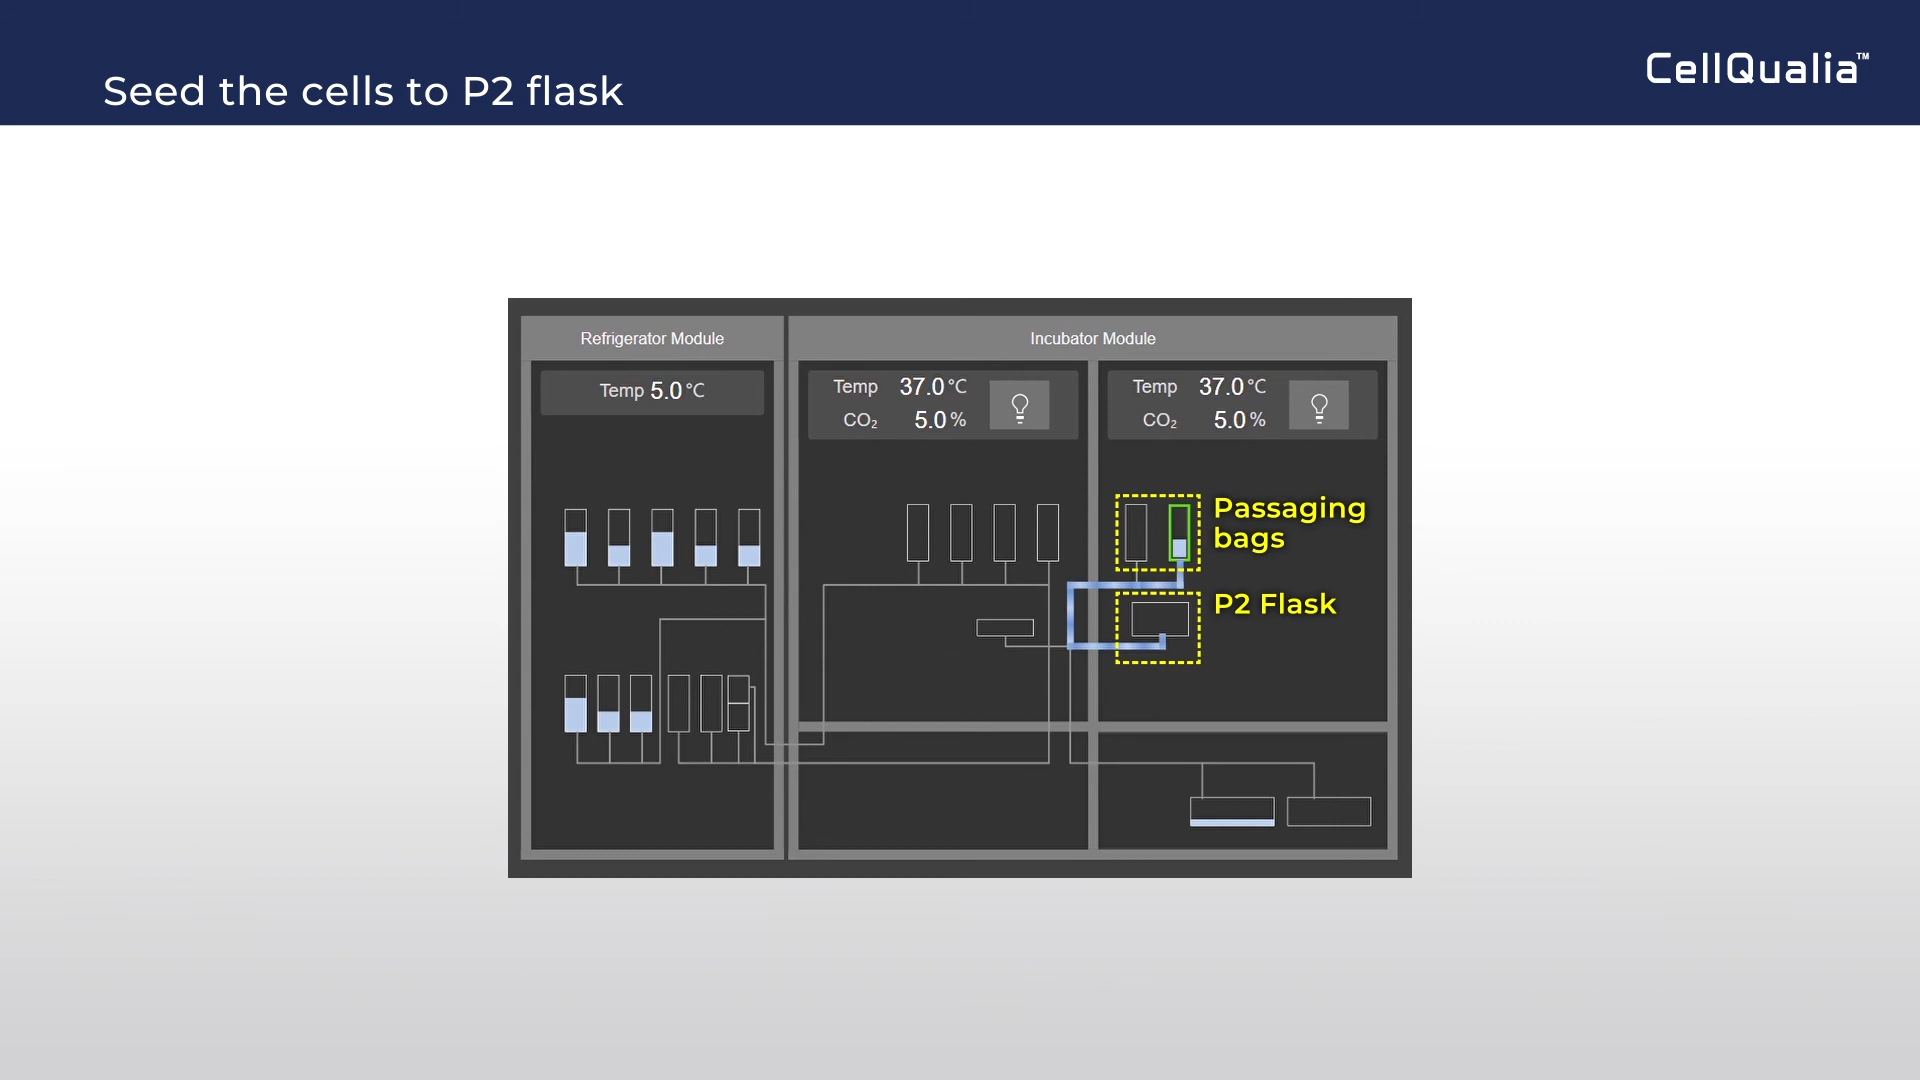 Seed the cells to P2 flask
CellQualia™
Refrigerator Module
Incubator Module
Temp 5.0 °C
Temp 37.0 °C
CO₂ 5.0 %
Temp 37.0 °C
CO₂ 5.0 %
Passaging
bags
P2 Flask